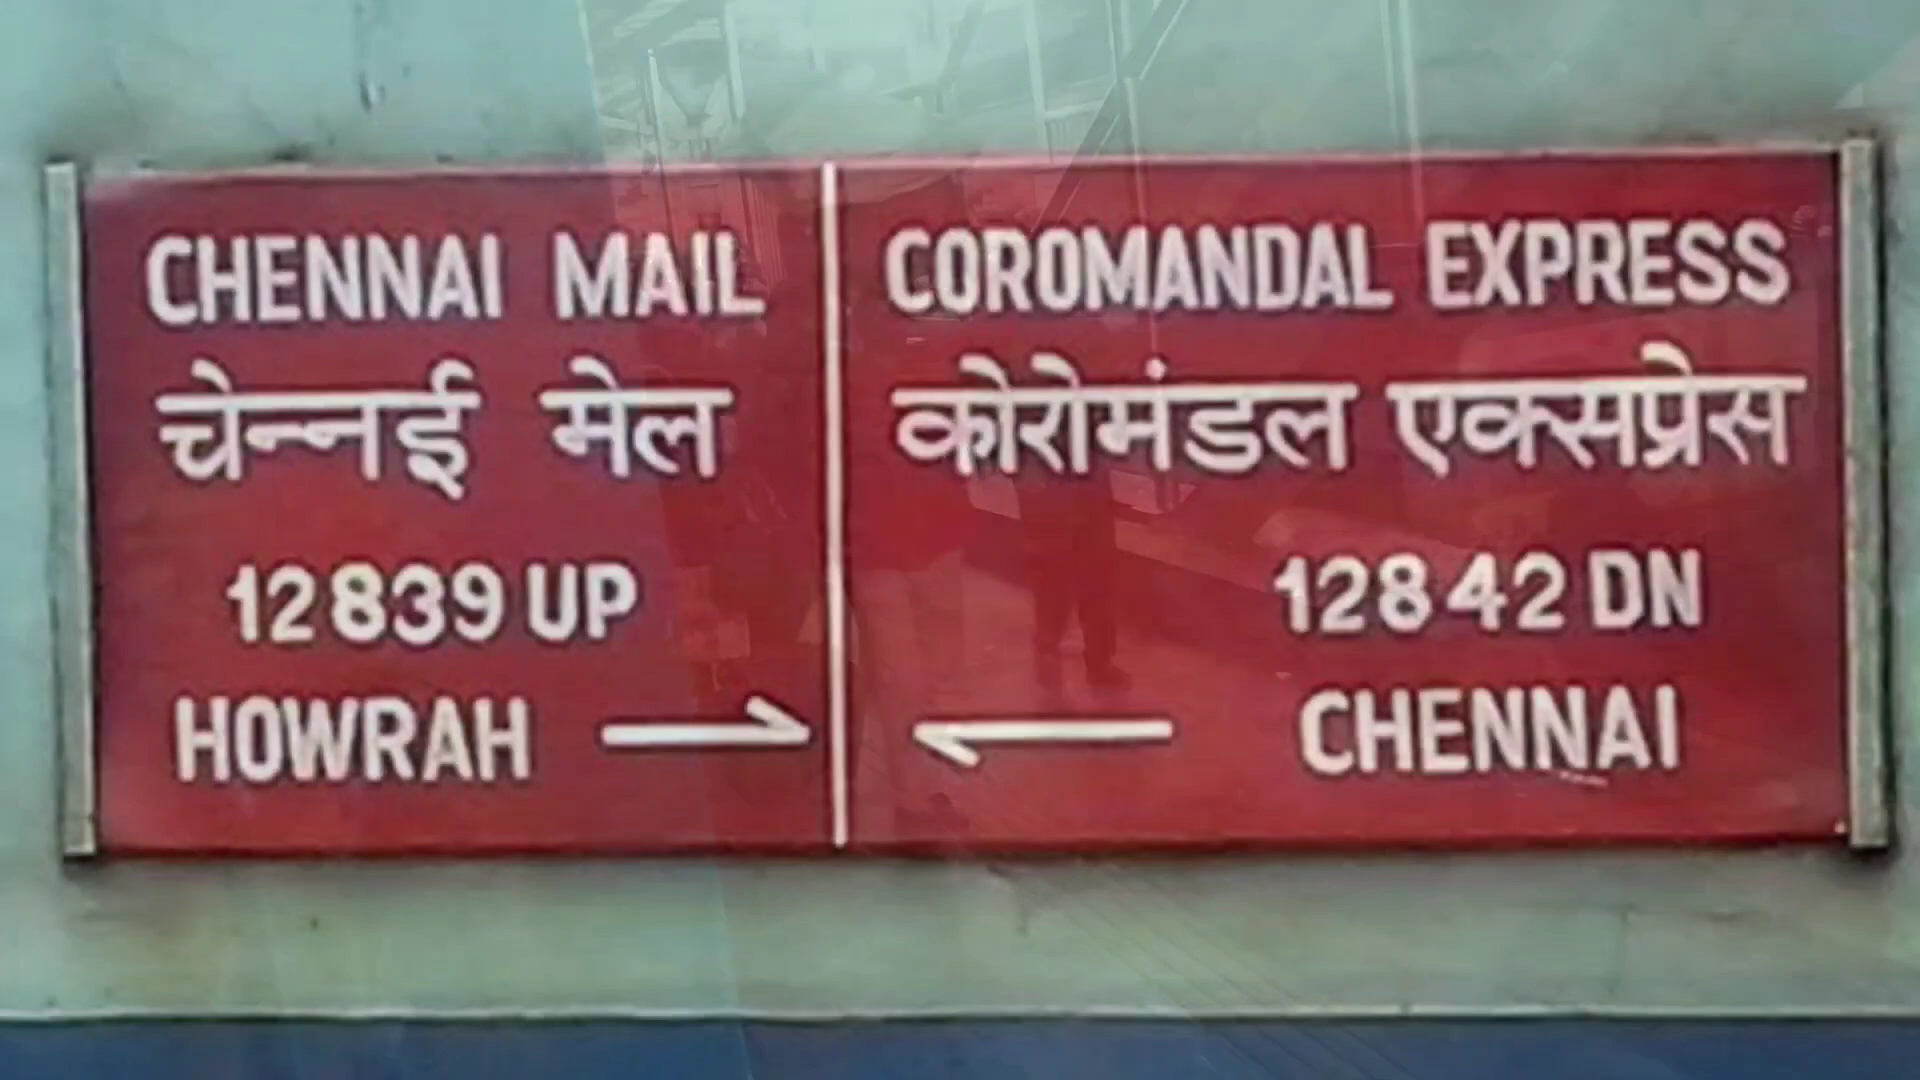 CHENNAI MAIL
चेन्नई मेल
12839 UP
HOWRAH
COROMANDAL EXPRESS
कोरोमंडल एक्सप्रेस
12842 DN
CHENNAI